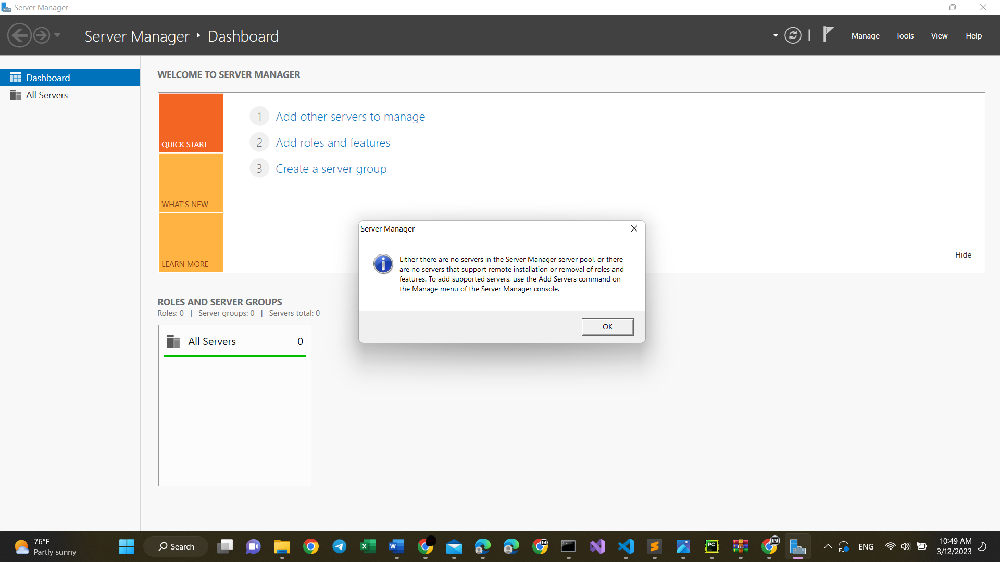 Server Manager
Server Manager ‣ Dashboard
Manage
Tools
View
Help
Dashboard
All Servers
WELCOME TO SERVER MANAGER
QUICK START
WHAT'S NEW
LEARN MORE
1 Add other servers to manage
2 Add roles and features
3 Create a server group
Hide
Server Manager
Either there are no servers in the Server Manager server pool, or there
are no servers that support remote installation or removal of roles and
features. To add supported servers, use the Add Servers command on
the Manage menu of the Server Manager console.
OK
ROLES AND SERVER GROUPS
Roles: 0 | Server groups: 0 | Servers total: 0
All Servers 0
76°F
Partly sunny
Search
ENG
10:49 AM
3/12/2023